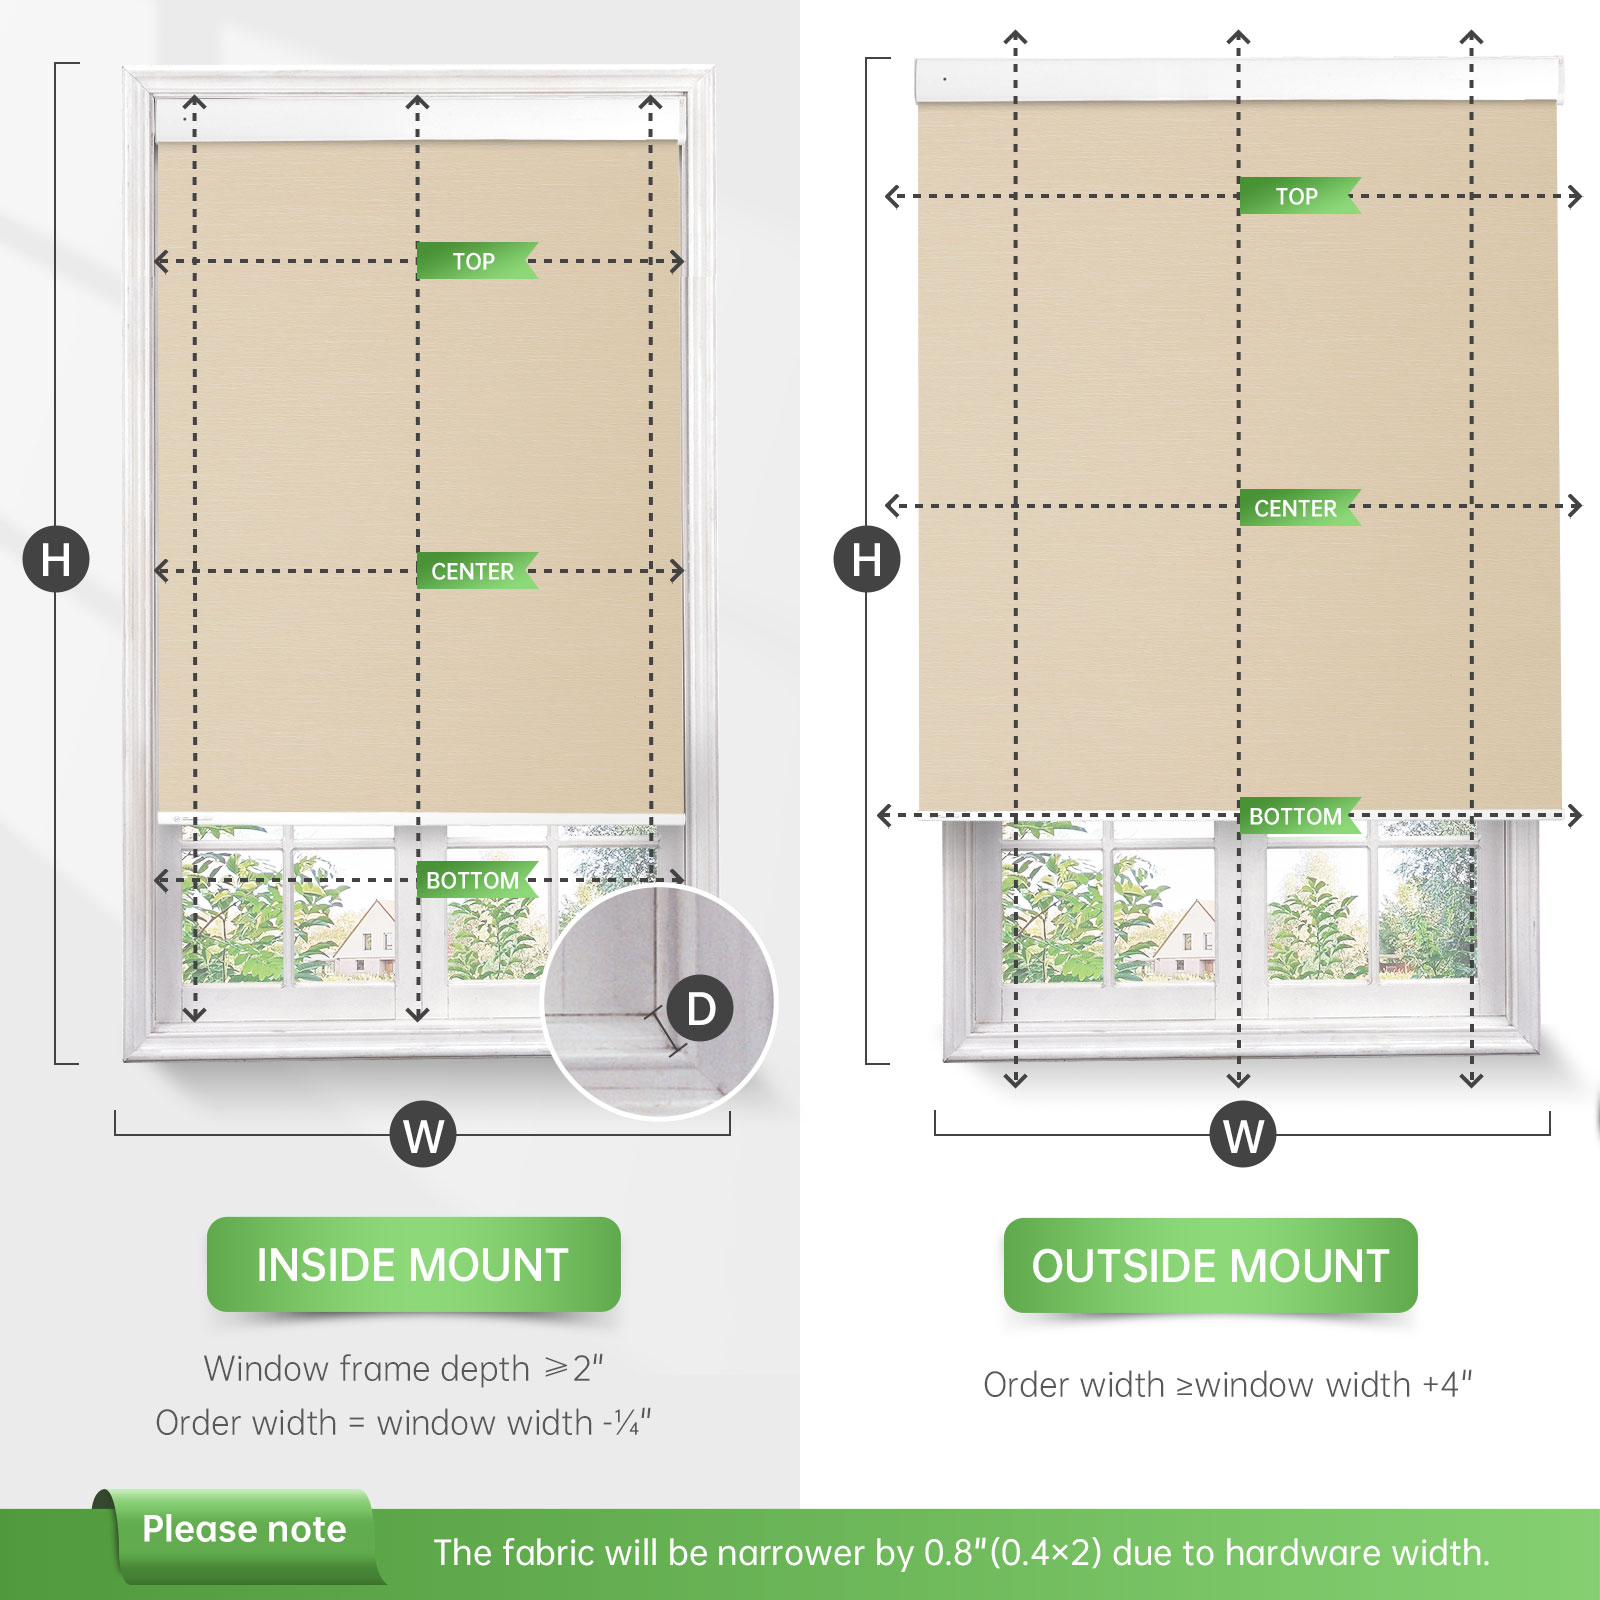 TOP
CENTER
BOTTOM
H
D
W
INSIDE MOUNT
Window frame depth ⩾2"
Order width = window width -¼"
TOP
CENTER
BOTTOM
H
W
OUTSIDE MOUNT
Order width ≥window width +4"
Please note
The fabric will be narrower by 0.8"(0.4×2) due to hardware width.